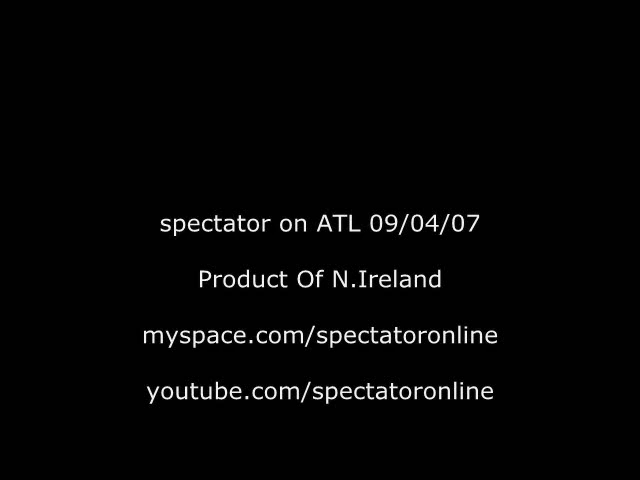 spectator on ATL 09/04/07
Product Of N.Ireland
myspace.com/spectatoronline
youtube.com/spectatoronline